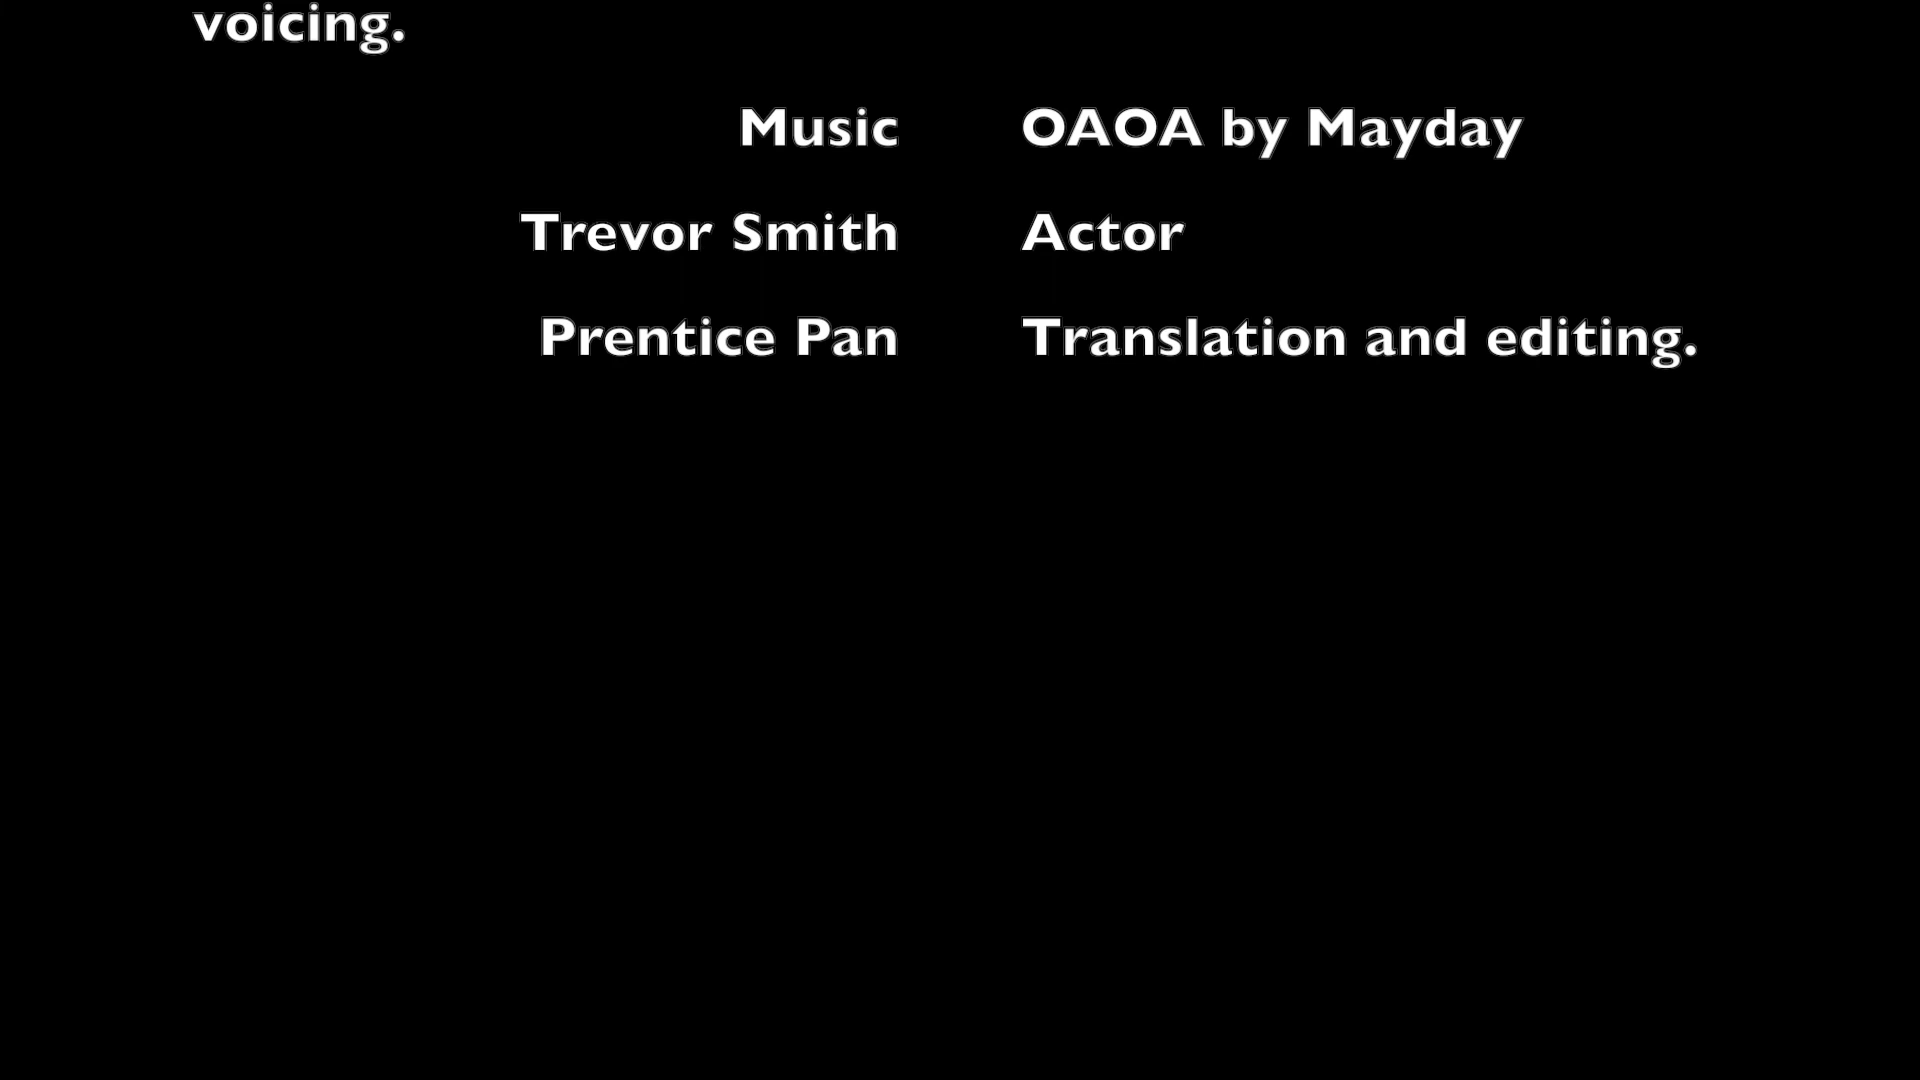 voicing.
Music OAOA by Mayday
Trevor Smith Actor
Prentice Pan Translation and editing.